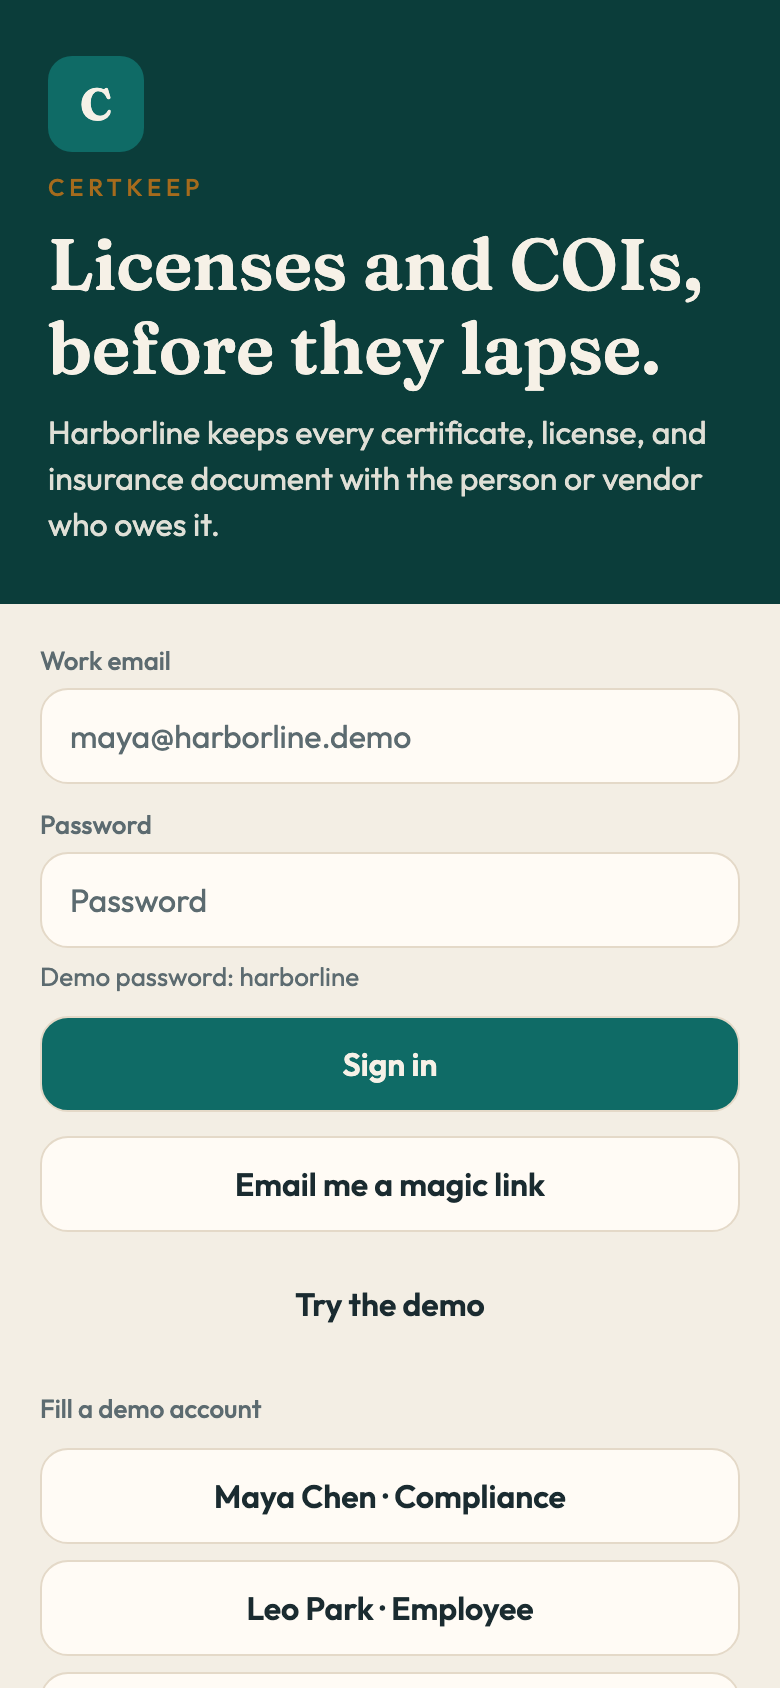 C
CERTKEEP
Licenses and COIs,
before they lapse.
Harborline keeps every certificate, license, and
insurance document with the person or vendor
who owes it.
Work email
maya@harborline.demo
Password
Password
Demo password: harborline
Sign in
Email me a magic link
Try the demo
Fill a demo account
Maya Chen · Compliance
Leo Park · Employee